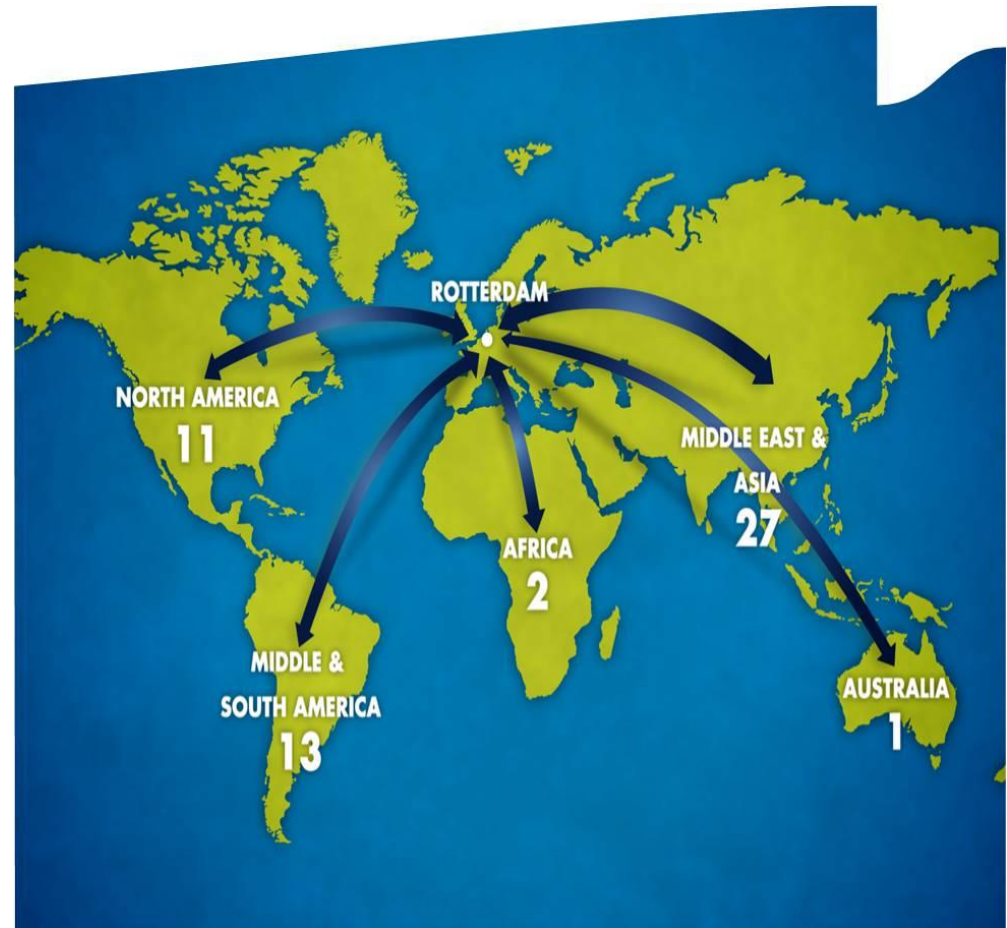 ROTTERDAM
NORTH AMERICA
11
MIDDLE EAST &
ASIA
27
AFRICA
2
MIDDLE &
SOUTH AMERICA
13
AUSTRALIA
1